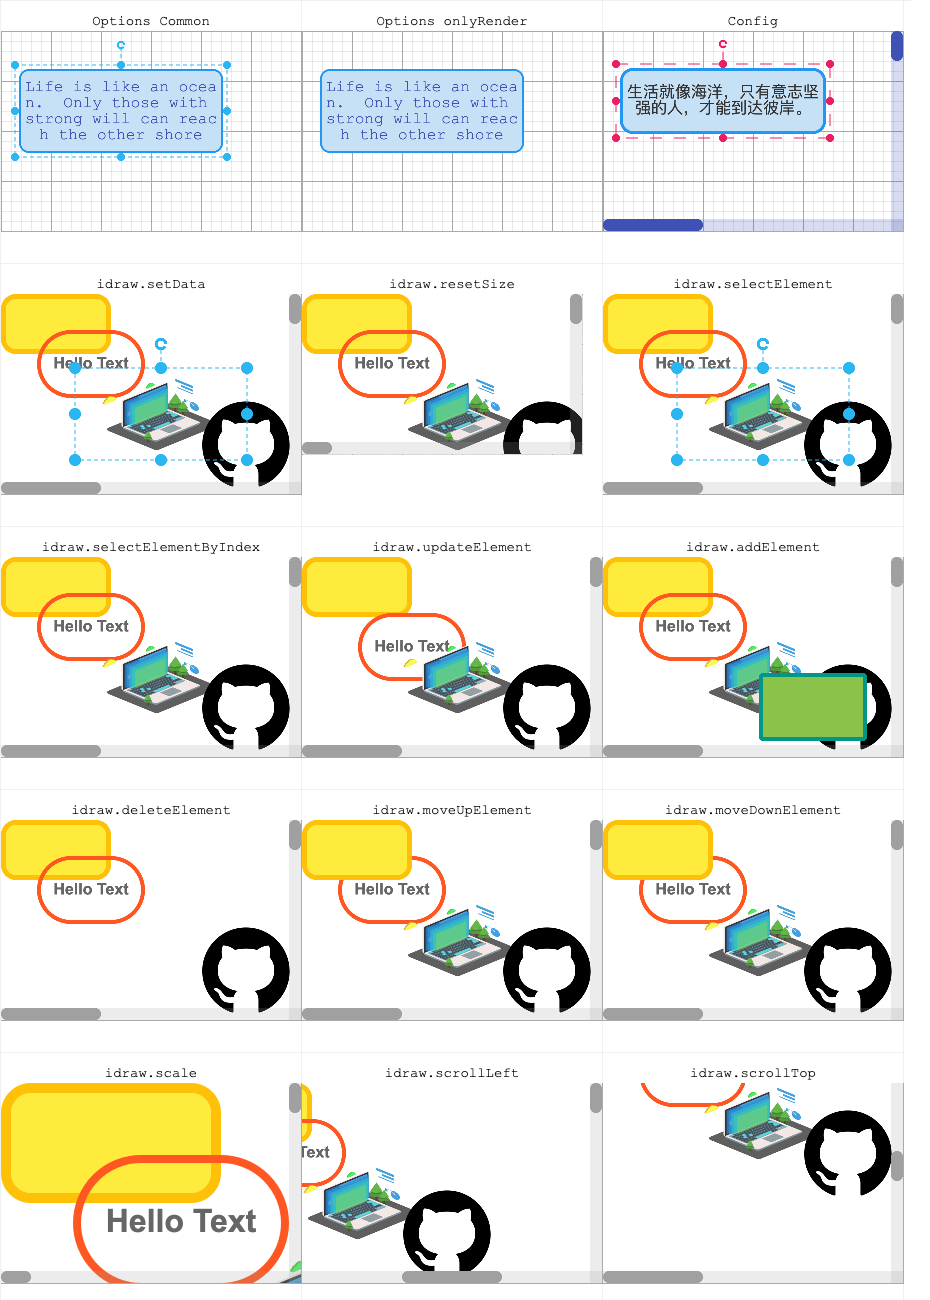 Options Common
Options onlyRender
Config
Life is like an ocea
n.  Only those with
strong will can reac
h the other shore
Life is like an ocea
n.  Only those with
strong will can reac
h the other shore
生活就像海洋，只有意志坚
强的人，才能到达彼岸。
idraw.setData
idraw.resetSize
idraw.selectElement
Hello Text
Hello Text
Hello Text
idraw.selectElementByIndex
idraw.updateElement
idraw.addElement
Hello Text
Hello Text
Hello Text
idraw.deleteElement
idraw.moveUpElement
idraw.moveDownElement
Hello Text
Hello Text
Hello Text
idraw.scale
idraw.scrollLeft
idraw.scrollTop
Hello Text
Text